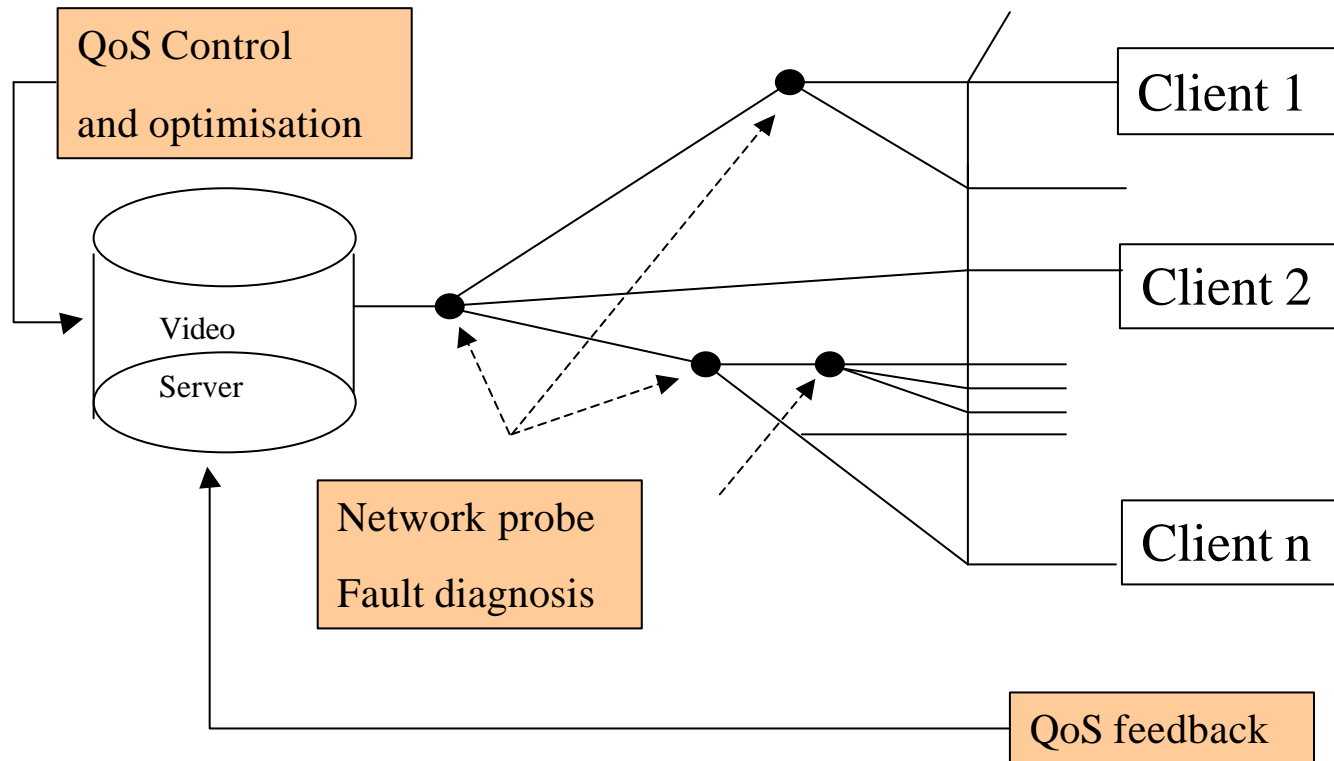 QoS Control
and optimisation
Client 1
Client 2
Video
Server
Network probe
Fault diagnosis
Client n
QoS feedback